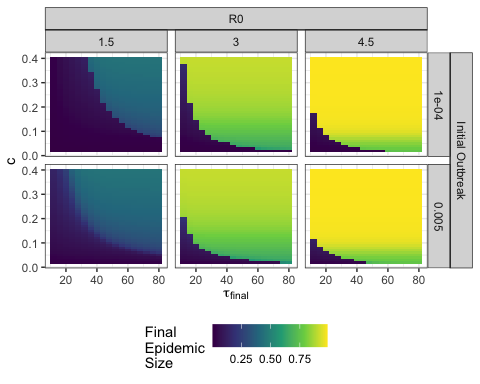 R0
1.5 3 4.5
0.4
0.3
0.2
0.1
0.0
1e-04
0.4
0.3
0.2
0.1
0.0
0.005
Initial Outbreak
c
20 40 60 80 20 40 60 80 20 40 60 80
τfinal
Final
Epidemic
Size
0.25 0.50 0.75